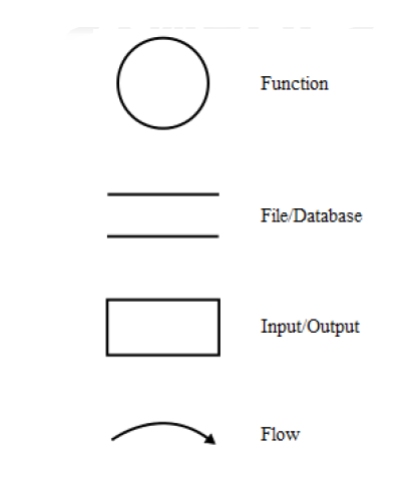 Function
File/Database
Input/Output
Flow